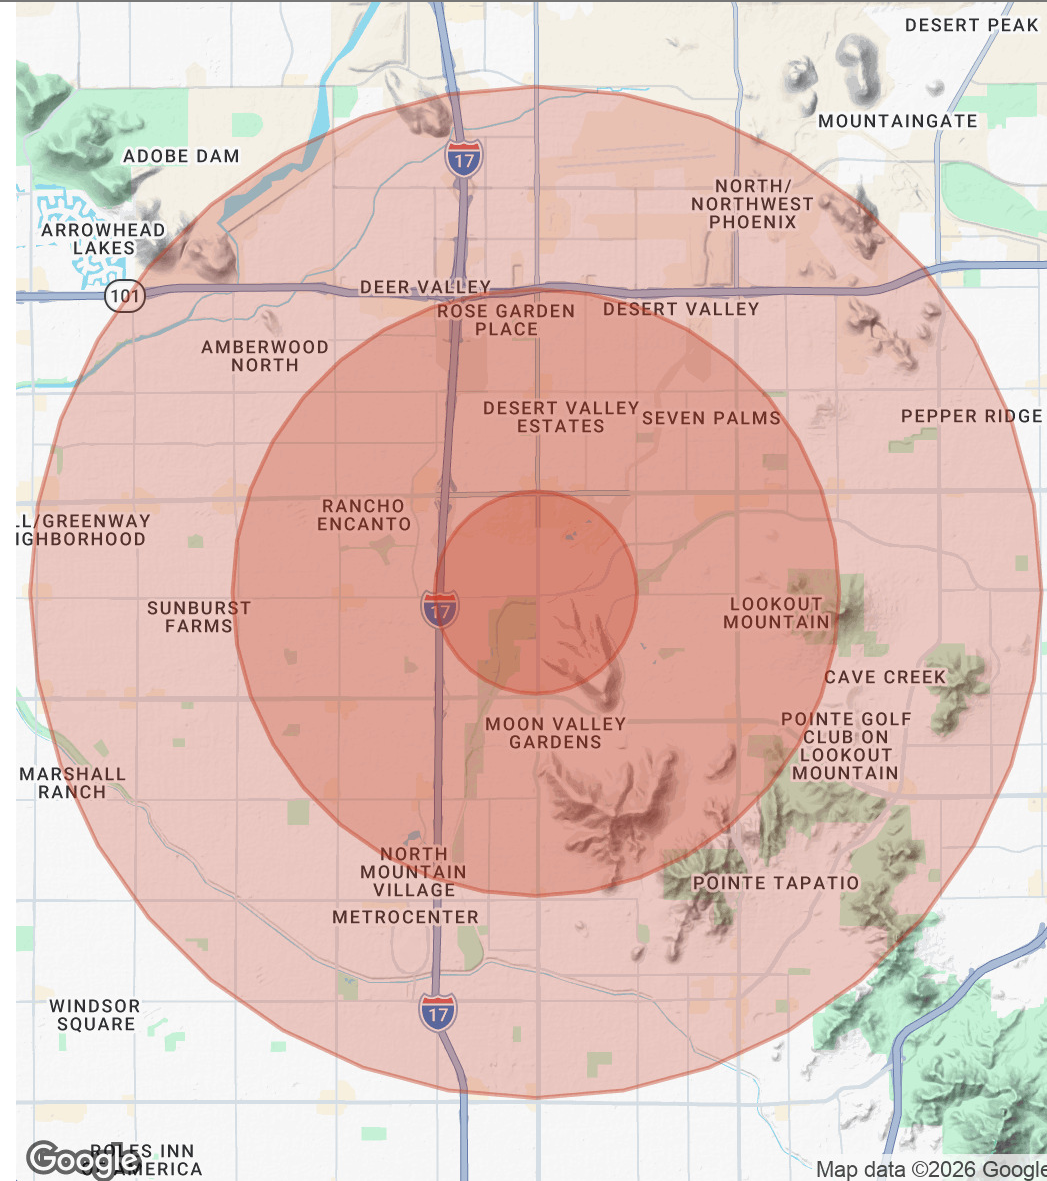 DESERT PEAK
MOUNTAINGATE
17
ADOBE DAM
NORTH/
NORTHWEST
PHOENIX
ARROWHEAD
LAKES
101
DEER VALLEY
ROSE GARDEN
PLACE
DESERT VALLEY
AMBERWOOD
NORTH
DESERT VALLEY
ESTATES
SEVEN PALMS
PEPPER RIDGE
RANCHO
ENCANTO
LL/GREENWAY
IGHBORHOOD
17
SUNBURST
FARMS
LOOKOUT
MOUNTAIN
CAVE CREEK
MOON VALLEY
GARDENS
POINTE GOLF
CLUB ON
LOOKOUT
MOUNTAIN
MARSHALL
RANCH
NORTH
MOUNTAIN
VILLAGE
POINTE TAPATIO
METROCENTER
WINDSOR
SQUARE
17
INN
AMERICA
Google
Map data ©2026 Google